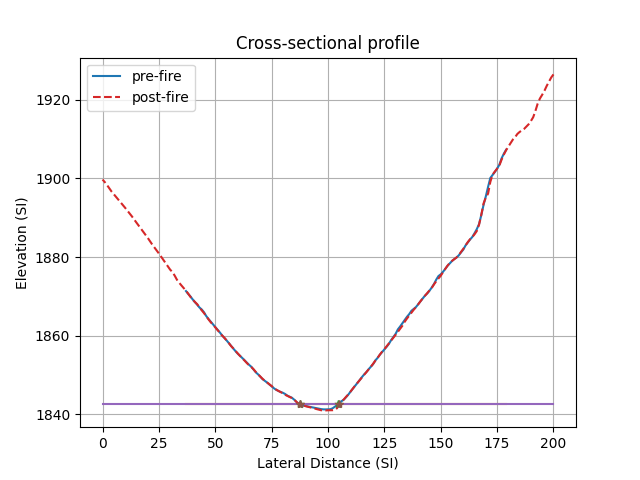 Cross-sectional profile
pre-fire
post-fire
1920
1900
1880
1860
1840
Elevation (SI)
0 25 50 75 100 125 150 175 200
Lateral Distance (SI)